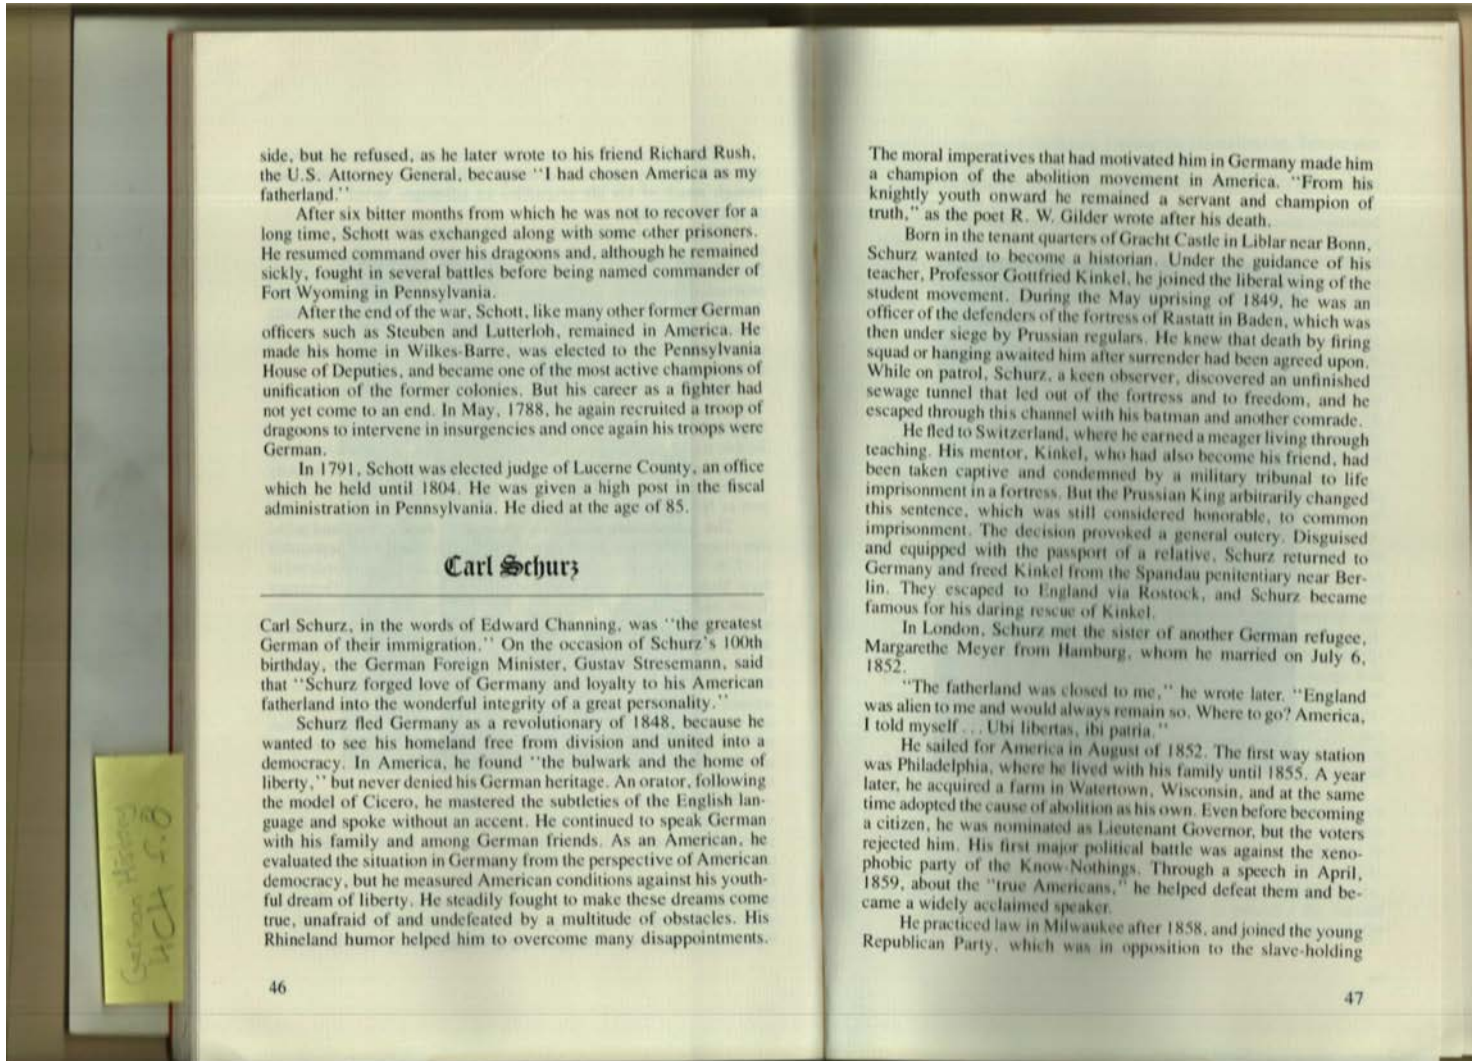 side, but he refused, as he later wrote to his friend Richard Rush,
the U.S. Attorney General, because "I had chosen America as my
fatherland."
After six bitter months from which he was not to recover for a
long time, Schott was exchanged along with some other prisoners.
He resumed command over his dragoons and, although he remained
sickly, fought in several battles before being named commander of
Fort Wyoming in Pennsylvania.
After the end of the war, Schott, like many other former German
officers such as Steuben and Lutterloh, remained in America. He
made his home in Wilkes-Barre, was elected to the Pennsylvania
House of Deputies, and became one of the most active champions of
unification of the former colonies. But his career as a fighter had
not yet come to an end. In May, 1788, he again recruited a troop of
dragoons to intervene in insurgencies and once again his troops were
German.
In 1791, Schott was elected judge of Lucerne County, an office
which he held until 1804. He was given a high post in the fiscal
administration in Pennsylvania. He died at the age of 85.
Carl Schurz
Carl Schurz, in the words of Edward Channing, was "the greatest
German of their immigration." On the occasion of Schurz's 100th
birthday, the German Foreign Minister, Gustav Stresemann, said
that "Schurz forged love of Germany and loyalty to his American
fatherland into the wonderful integrity of a great personality."
Schurz fled Germany as a revolutionary of 1848, because he
wanted to see his homeland free from division and united into a
democracy. In America, he found "the bulwark and the home of
liberty," but never denied his German heritage. An orator, following
the model of Cicero, he mastered the subtleties of the English lan-
guage and spoke without an accent. He continued to speak German
with his family and among German friends. As an American, he
evaluated the situation in Germany from the perspective of American
democracy, but he measured American conditions against his youth-
ful dream of liberty. He steadily fought to make these dreams come
true, unafraid of and undefeated by a multitude of obstacles. His
Rhineland humor helped him to overcome many disappointments.
46
The moral imperatives that had motivated him in Germany made him
a champion of the abolition movement in America. "From his
knightly youth onward he remained a servant and champion of
truth," as the poet R. W. Gilder wrote after his death.
Born in the tenant quarters of Gracht Castle in Liblar near Bonn,
Schurz wanted to become a historian. Under the guidance of his
teacher, Professor Gottfried Kinkel, he joined the liberal wing of the
student movement. During the May uprising of 1849, he was an
officer of the defenders of the fortress of Rastatt in Baden, which was
then under siege by Prussian regulars. He knew that death by firing
squad or hanging awaited him after surrender had been agreed upon.
While on patrol, Schurz, a keen observer, discovered an unfinished
sewage tunnel that led out of the fortress and to freedom, and he
escaped through this channel with his batman and another comrade.
He fled to Switzerland, where he earned a meager living through
teaching. His mentor, Kinkel, who had also become his friend, had
been taken captive and condemned by a military tribunal to life
imprisonment in a fortress. But the Prussian King arbitrarily changed
this sentence, which was still considered honorable, to common
imprisonment. The decision provoked a general outcry. Disguised
and equipped with the passport of a relative, Schurz returned to
Germany and freed Kinkel from the Spandau penitentiary near Ber-
lin. They escaped to England via Rostock, and Schurz became
famous for his daring rescue of Kinkel.
In London, Schurz met the sister of another German refugee,
Margarethe Meyer from Hamburg, whom he married on July 6,
1852.
"The fatherland was closed to me," he wrote later. "England
was alien to me and would always remain so. Where to go? America,
I told myself . . . Ubi libertas, ibi patria."
He sailed for America in August of 1852. The first way station
was Philadelphia, where he lived with his family until 1855. A year
later, he acquired a farm in Watertown, Wisconsin, and at the same
time adopted the cause of abolition as his own. Even before becoming
a citizen, he was nominated as Lieutenant Governor, but the voters
rejected him. His first major political battle was against the xeno-
phobic party of the Know-Nothings. Through a speech in April,
1859, about the "true Americans," he helped defeat them and be-
came a widely acclaimed speaker.
He practiced law in Milwaukee after 1858, and joined the young
Republican Party, which was in opposition to the slave-holding
47
German History